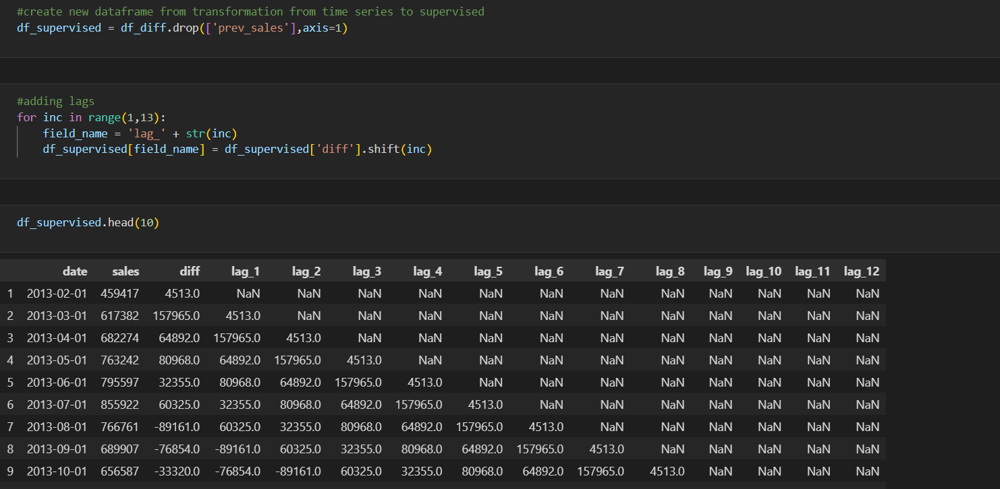 #create new dataframe from transformation from time series to supervised
df_supervised = df_diff.drop(['prev_sales'],axis=1)
#adding lags
for inc in range(1,13):
    field_name = 'lag_' + str(inc)
    df_supervised[field_name] = df_supervised['diff'].shift(inc)
df_supervised.head(10)
date sales diff lag_1 lag_2 lag_3 lag_4 lag_5 lag_6 lag_7 lag_8 lag_9 lag_10 lag_11 lag_12
1 2013-02-01 459417 4513.0 NaN NaN NaN NaN NaN NaN NaN NaN NaN NaN NaN NaN
2 2013-03-01 617382 157965.0 4513.0 NaN NaN NaN NaN NaN NaN NaN NaN NaN NaN NaN
3 2013-04-01 682274 64892.0 157965.0 4513.0 NaN NaN NaN NaN NaN NaN NaN NaN NaN NaN
4 2013-05-01 763242 80968.0 64892.0 157965.0 4513.0 NaN NaN NaN NaN NaN NaN NaN NaN NaN
5 2013-06-01 795597 32355.0 80968.0 64892.0 157965.0 4513.0 NaN NaN NaN NaN NaN NaN NaN NaN
6 2013-07-01 855922 60325.0 32355.0 80968.0 64892.0 157965.0 4513.0 NaN NaN NaN NaN NaN NaN NaN
7 2013-08-01 766761 -89161.0 60325.0 32355.0 80968.0 64892.0 157965.0 4513.0 NaN NaN NaN NaN NaN NaN
8 2013-09-01 689907 -76854.0 -89161.0 60325.0 32355.0 80968.0 64892.0 157965.0 4513.0 NaN NaN NaN NaN NaN
9 2013-10-01 656587 -33320.0 -76854.0 -89161.0 60325.0 32355.0 80968.0 64892.0 157965.0 4513.0 NaN NaN NaN NaN